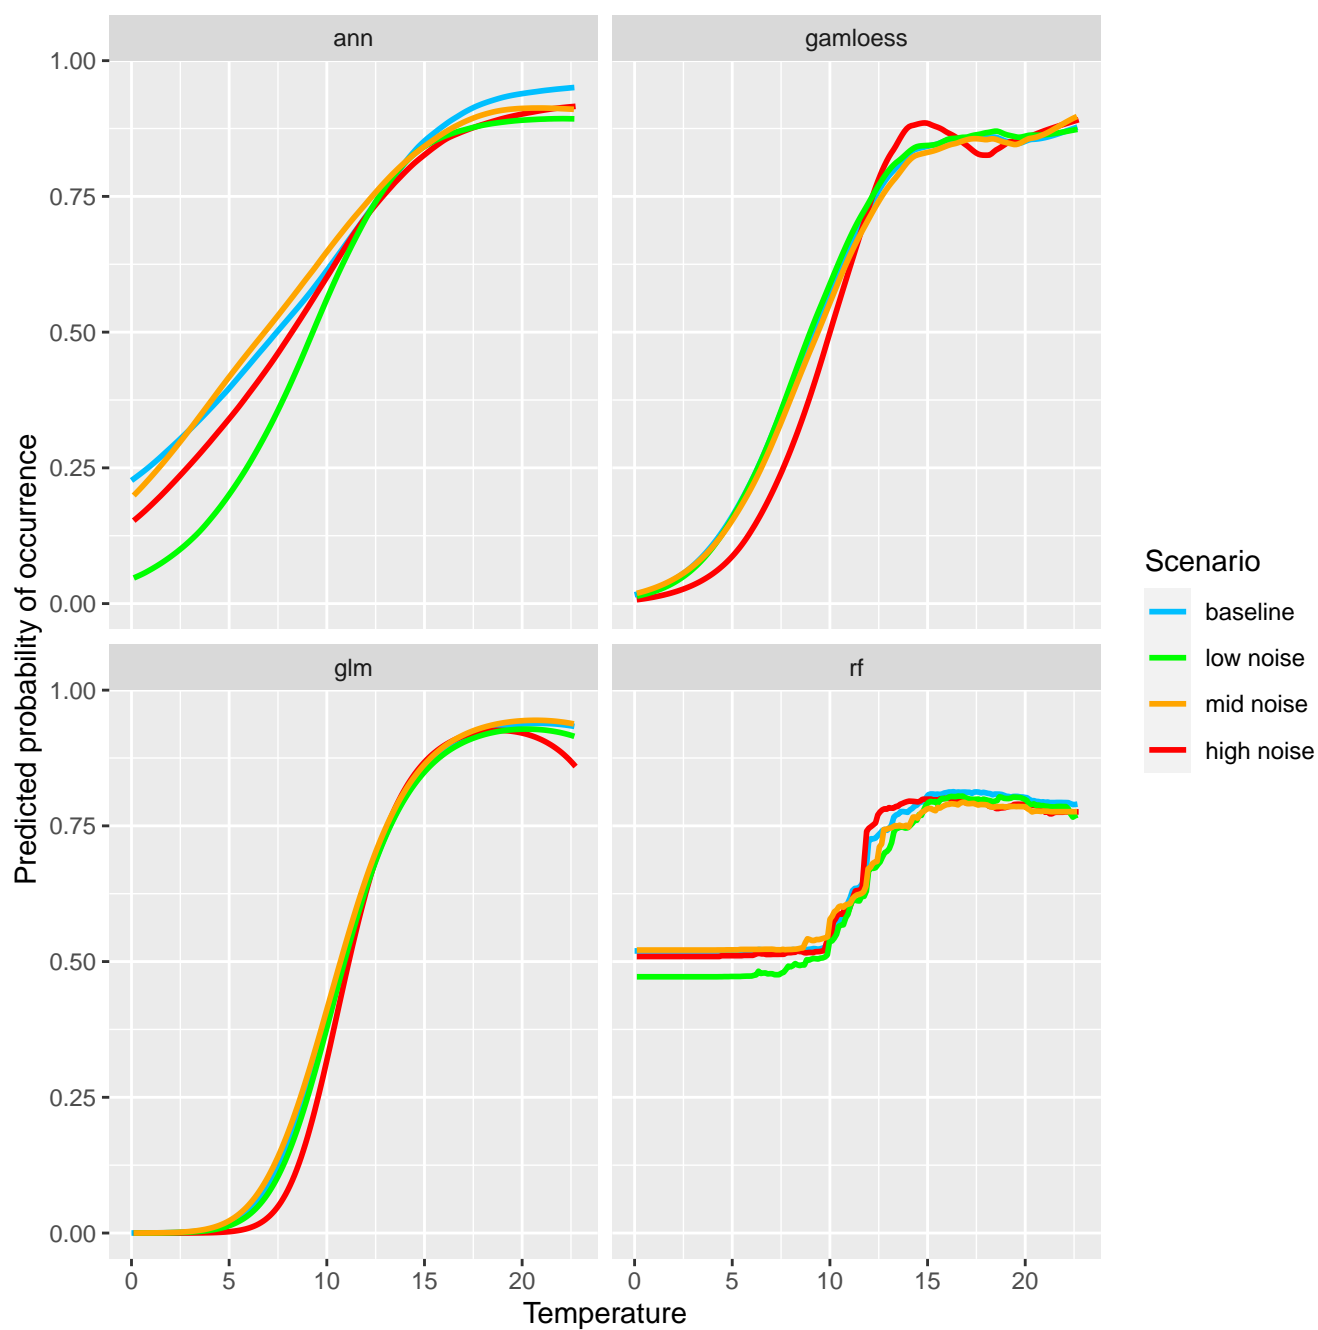 ann
gamloess
1.00
0.75
0.50
0.25
0.00
glm
rf
1.00
0.75
0.50
0.25
0.00
0 5 10 15 20
0 5 10 15 20
Temperature
Predicted probability of occurrence
Scenario
baseline
low noise
mid noise
high noise